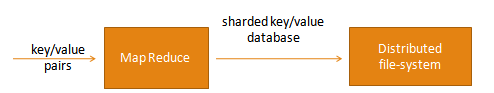 key/value
pairs
Map Reduce
sharded key/value
database
Distributed
file-system